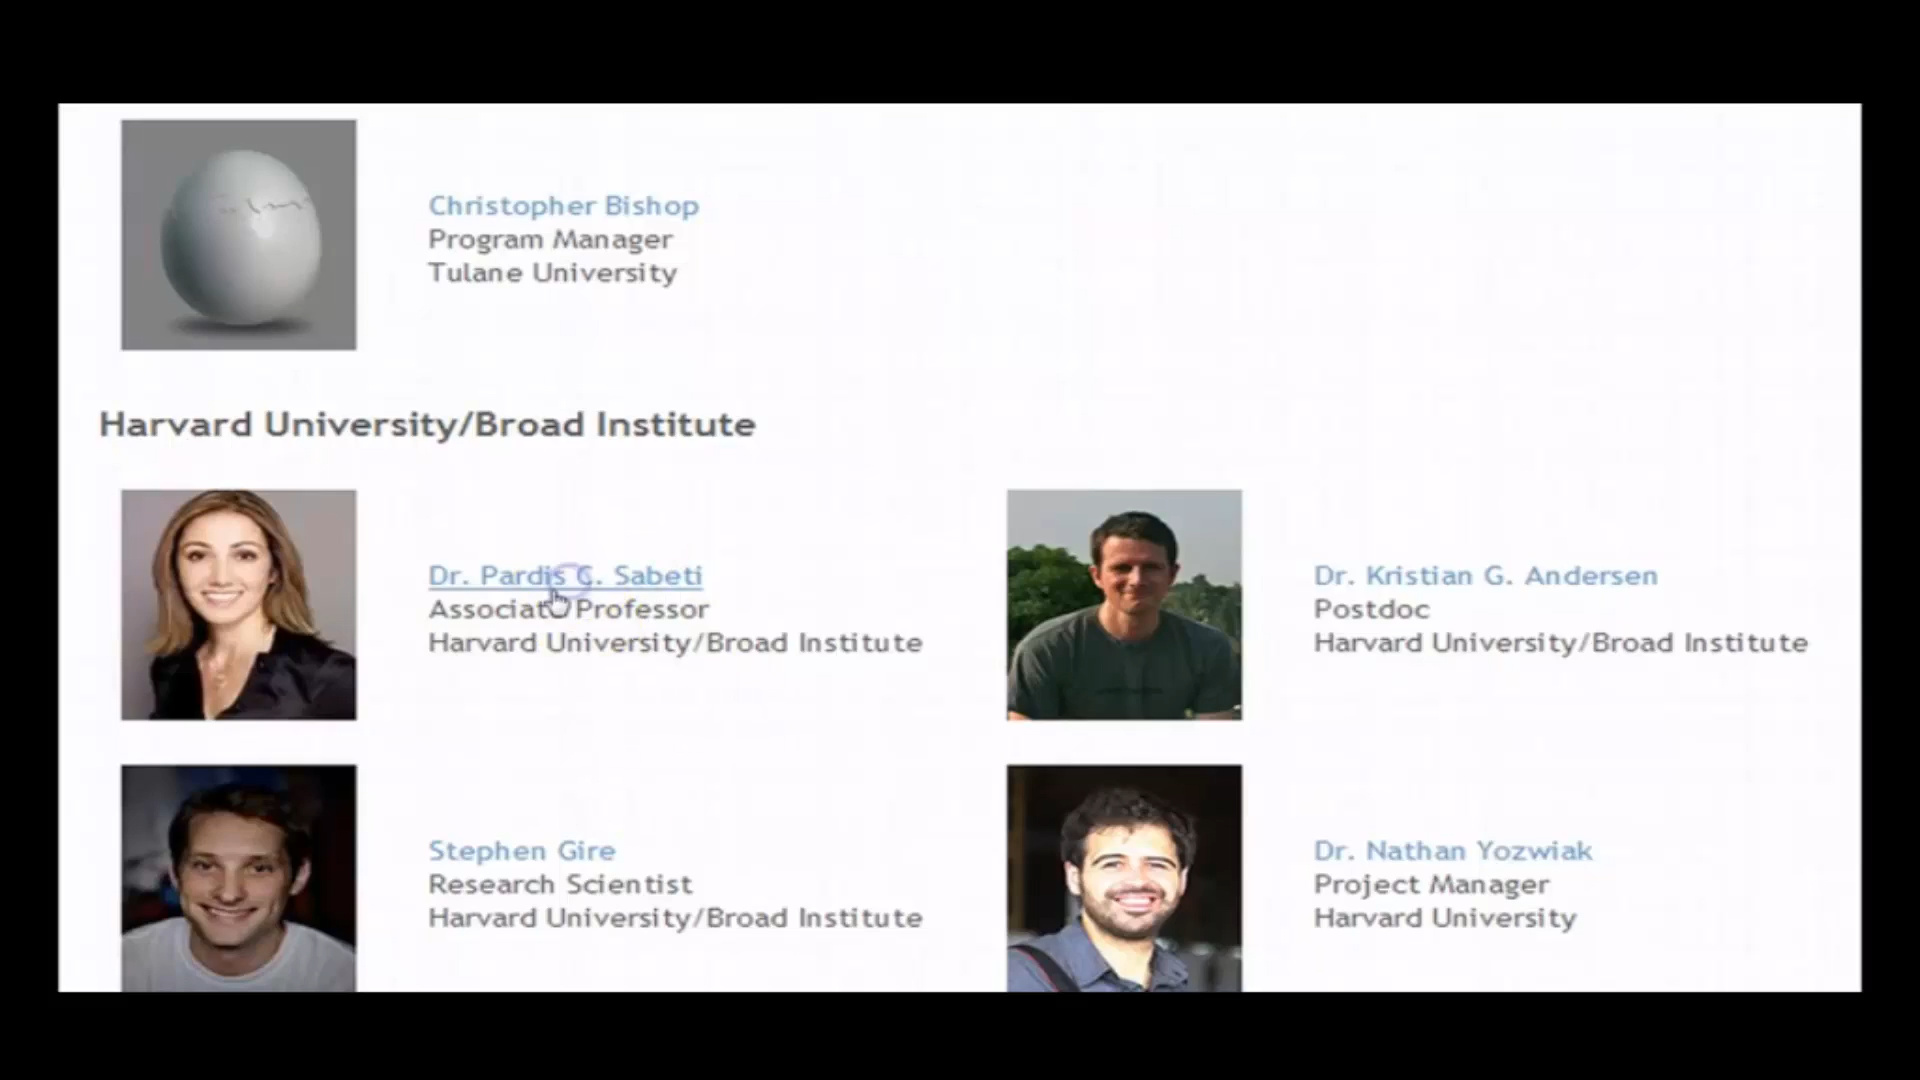 Christopher Bishop
Program Manager
Tulane University
Harvard University/Broad Institute
Dr. Pardis C. Sabeti
Associate Professor
Harvard University/Broad Institute
Dr. Kristian G. Andersen
Postdoc
Harvard University/Broad Institute
Stephen Gire
Research Scientist
Harvard University/Broad Institute
Dr. Nathan Yozwiak
Project Manager
Harvard University